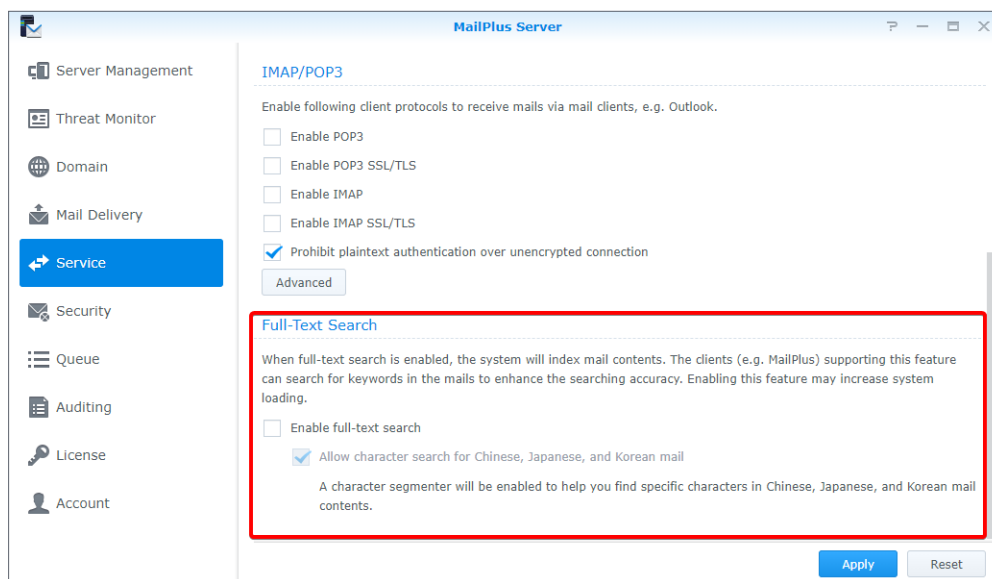 MailPlus Server
Server Management
Threat Monitor
Domain
Mail Delivery
Service
Security
Queue
Auditing
License
Account
IMAP/POP3
Enable following client protocols to receive mails via mail clients, e.g. Outlook.
Enable POP3
Enable POP3 SSL/TLS
Enable IMAP
Enable IMAP SSL/TLS
Prohibit plaintext authentication over unencrypted connection
Advanced
Full-Text Search
When full-text search is enabled, the system will index mail contents. The clients (e.g. MailPlus) supporting this feature
can search for keywords in the mails to enhance the searching accuracy. Enabling this feature may increase system
loading.
Enable full-text search
Allow character search for Chinese, Japanese, and Korean mail
A character segmenter will be enabled to help you find specific characters in Chinese, Japanese, and Korean mail
contents.
Apply
Reset